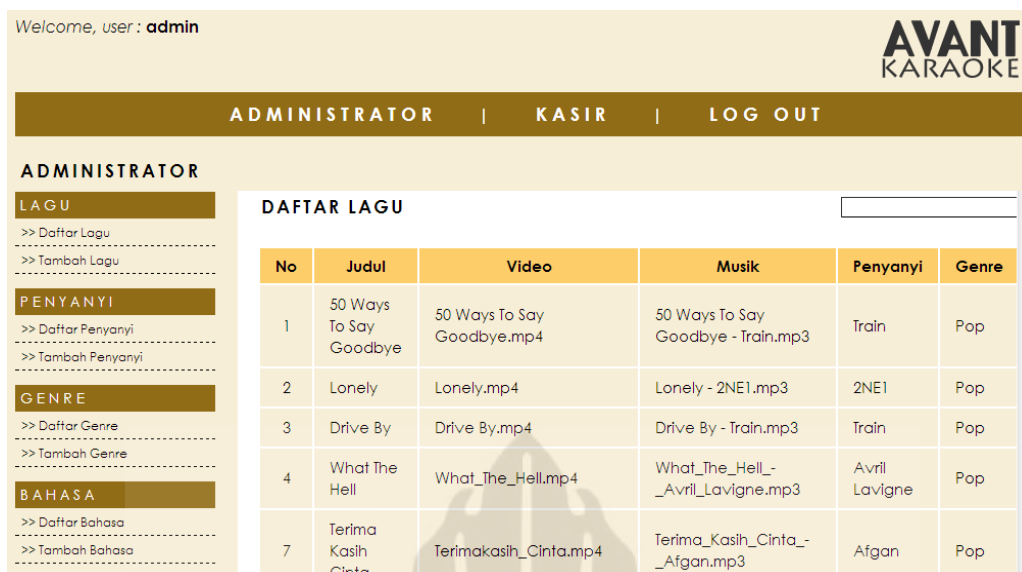 Welcome, user : admin
AVANT
KARAOKE
ADMINISTRATOR | KASIR | LOG OUT
ADMINISTRATOR
LAGU
>> Daftar Lagu
>> Tambah Lagu
PENYANYI
>> Daftar Penyanyi
>> Tambah Penyanyi
GENRE
>> Daftar Genre
>> Tambah Genre
BAHASA
>> Daftar Bahasa
>> Tambah Bahasa
DAFTAR LAGU
No Judul Video Musik Penyanyi Genre
1 50 Ways To Say Goodbye 50 Ways To Say Goodbye.mp4 50 Ways To Say Goodbye - Train.mp3 Train Pop
2 Lonely Lonely.mp4 Lonely - 2NE1.mp3 2NE1 Pop
3 Drive By Drive By.mp4 Drive By - Train.mp3 Train Pop
4 What The Hell What_The_Hell.mp4 What_The_Hell_-_Avril_Lavigne.mp3 Avril Lavigne Pop
7 Terima Kasih Cinta Terimakasih_Cinta.mp4 Terima_Kasih_Cinta_-_Afgan.mp3 Afgan Pop